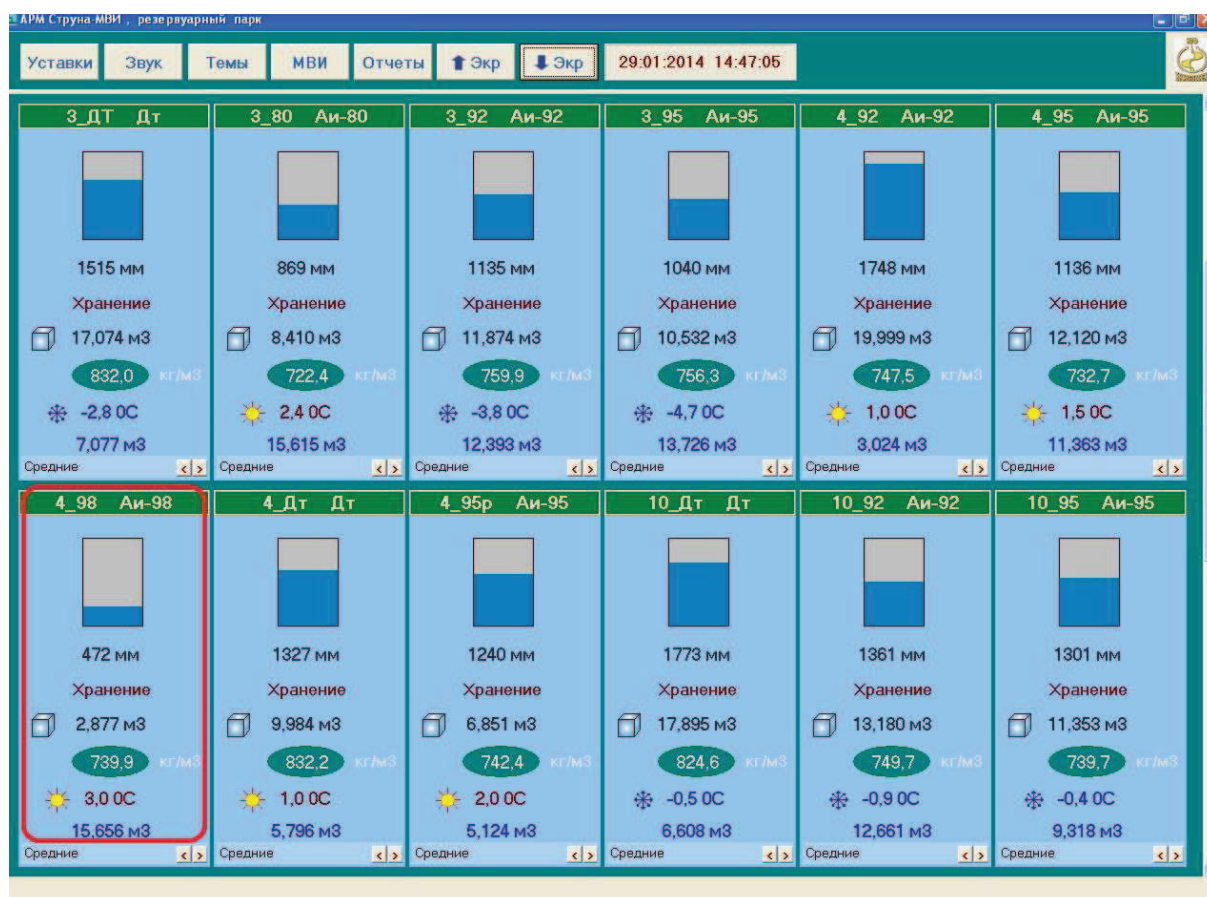 АРМ Струна-МВИ , резервуарный парк
Уставки Звук Темы МВИ Отчеты Экр Экр 29:01:2014 14:47:05
3_ДТ Дт 3_80 Аи-80 3_92 Аи-92 3_95 Аи-95 4_92 Аи-92 4_95 Аи-95
1515 мм 869 мм 1135 мм 1040 мм 1748 мм 1136 мм
Хранение Хранение Хранение Хранение Хранение Хранение
17,074 м3 8,410 м3 11,874 м3 10,532 м3 19,999 м3 12,120 м3
832,0 кг/м3 722,4 кг/м3 759,9 кг/м3 756,3 кг/м3 747,5 кг/м3 732,7 кг/м3
-2,8 0С 2,4 0С -3,8 0С -4,7 0С 1,0 0С 1,5 0С
7,077 м3 15,615 м3 12,393 м3 13,726 м3 3,024 м3 11,363 м3
Средние < > Средние < > Средние < > Средние < > Средние < > Средние < >
4_98 Аи-98 4_Дт Дт 4_95р Аи-95 10_Дт Дт 10_92 Аи-92 10_95 Аи-95
472 мм 1327 мм 1240 мм 1773 мм 1361 мм 1301 мм
Хранение Хранение Хранение Хранение Хранение Хранение
2,877 м3 9,984 м3 6,851 м3 17,895 м3 13,180 м3 11,353 м3
739,9 кг/м3 832,2 кг/м3 742,4 кг/м3 824,6 кг/м3 749,7 кг/м3 739,7 кг/м3
3,0 0С 1,0 0С 2,0 0С -0,5 0С -0,9 0С -0,4 0С
15,656 м3 5,796 м3 5,124 м3 6,608 м3 12,661 м3 9,318 м3
Средние < > Средние < > Средние < > Средние < > Средние < > Средние < >